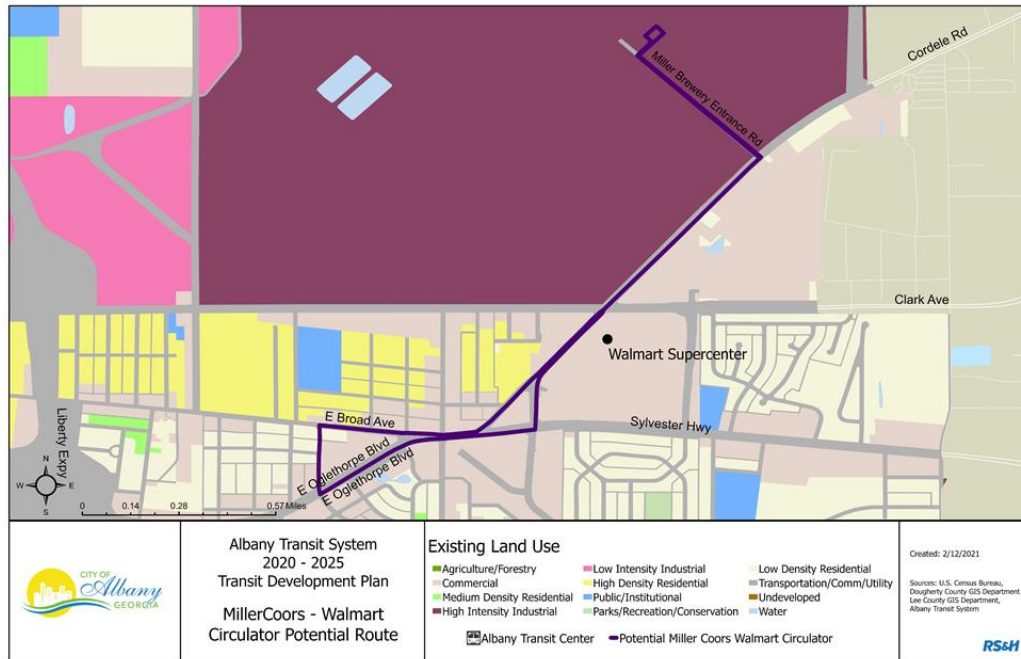 Cordele Rd
Miller Brewery Entrance Rd
Clark Ave
Walmart Supercenter
E Broad Ave
Sylvester Hwy
Liberty Expy
E Oglethorpe Blvd
E Oglethorpe Blvd
N
W E
S
0 0.14 0.28 0.57 Miles
CITY OF
Albany
GEORGIA
Albany Transit System
2020 - 2025
Transit Development Plan
MillerCoors - Walmart
Circulator Potential Route
Existing Land Use
Agriculture/Forestry
Commercial
Medium Density Residential
High Intensity Industrial
Low Intensity Industrial
High Density Residential
Public/Institutional
Parks/Recreation/Conservation
Low Density Residential
Transportation/Comm/Utility
Undeveloped
Water
Albany Transit Center
Potential Miller Coors Walmart Circulator
Created: 2/12/2021
Sources: U.S. Census Bureau,
Dougherty County GIS Department
Lee County GIS Department,
Albany Transit System
RS&H